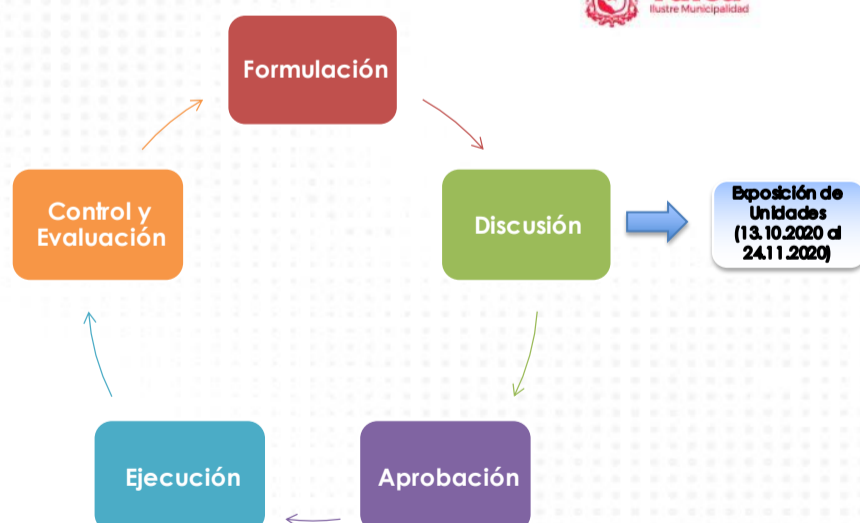 Ilustre Municipalidad
Formulación
Control y
Evaluación
Discusión
Exposición de
Unidades
(13.10.2020 al
24.11.2020)
Ejecución
Aprobación